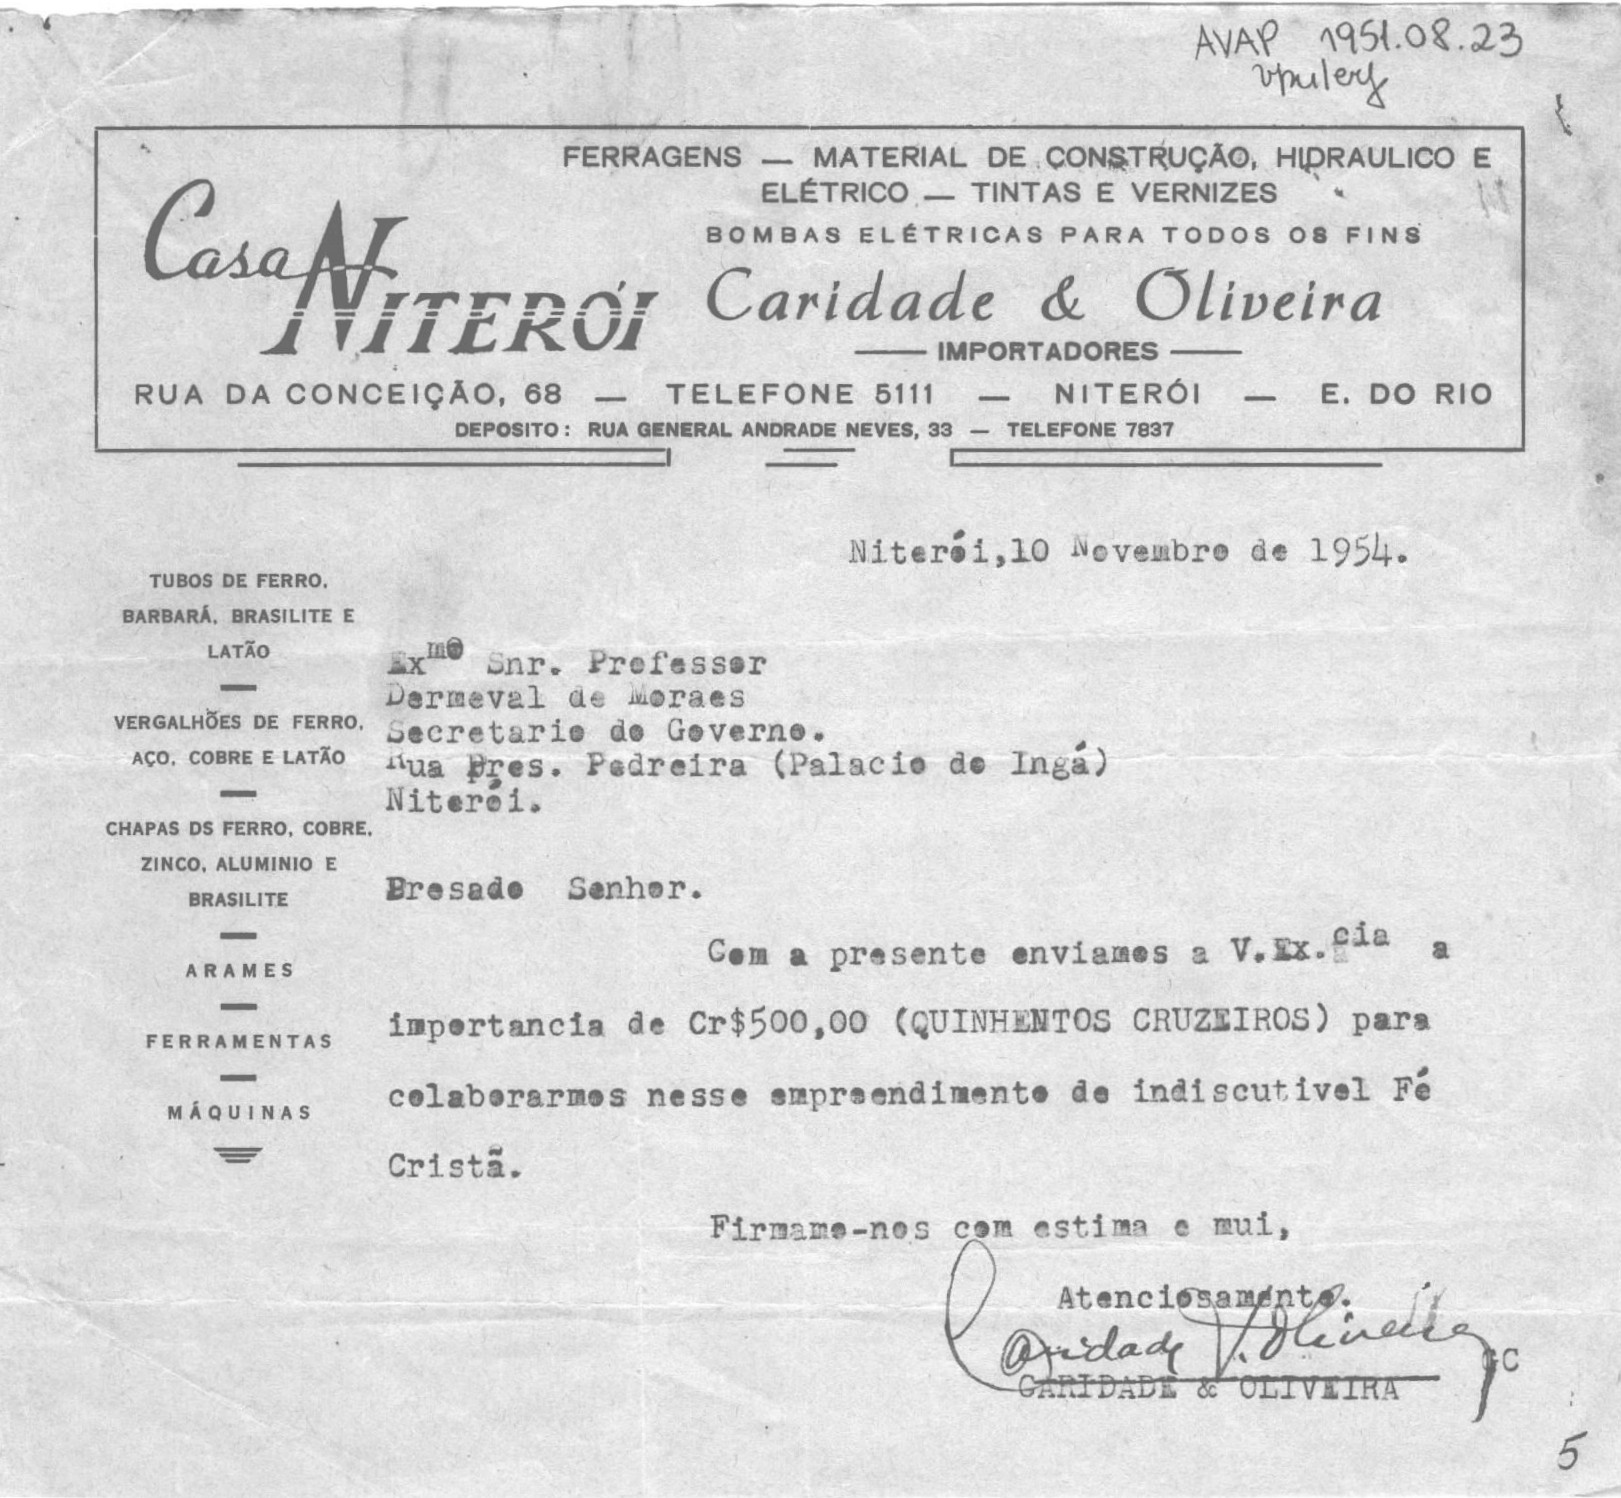 AVAP 1951.08.23
FERRAGENS — MATERIAL DE CONSTRUÇÃO, HIDRAULICO E
ELÉTRICO — TINTAS E VERNIZES
BOMBAS ELÉTRICAS PARA TODOS OS FINS
Casa NITERÓI
Caridade & Oliveira
IMPORTADORES
RUA DA CONCEIÇÃO, 68 — TELEFONE 5111 — NITERÓI — E. DO RIO
DEPOSITO: RUA GENERAL ANDRADE NEVES, 33 — TELEFONE 7837
Niterói,10 Novembro de 1954.
TUBOS DE FERRO,
BARBARÁ, BRASILITE E
LATÃO
VERGALHÕES DE FERRO,
AÇO, COBRE E LATÃO
CHAPAS DS FERRO, COBRE,
ZINCO, ALUMINIO E
BRASILITE
ARAMES
FERRAMENTAS
MÁQUINAS
Exmo Snr. Professor
Dermeval de Moraes
Secretario do Governo.
Rua Pres. Pedreira (Palacio do Ingá)
Niterói.
Presado Senhor.
Com a presente enviamos a V.Ex.cia a
importancia de Cr$500,00 (QUINHENTOS CRUZEIROS) para
colaborarmos nesse empreendimento de indiscutivel Fé
Cristã.
Firmamo-nos com estima e mui,
Atenciosamente.
Caridade & Oliveira
CARIDADE & OLIVEIRA
GC
5